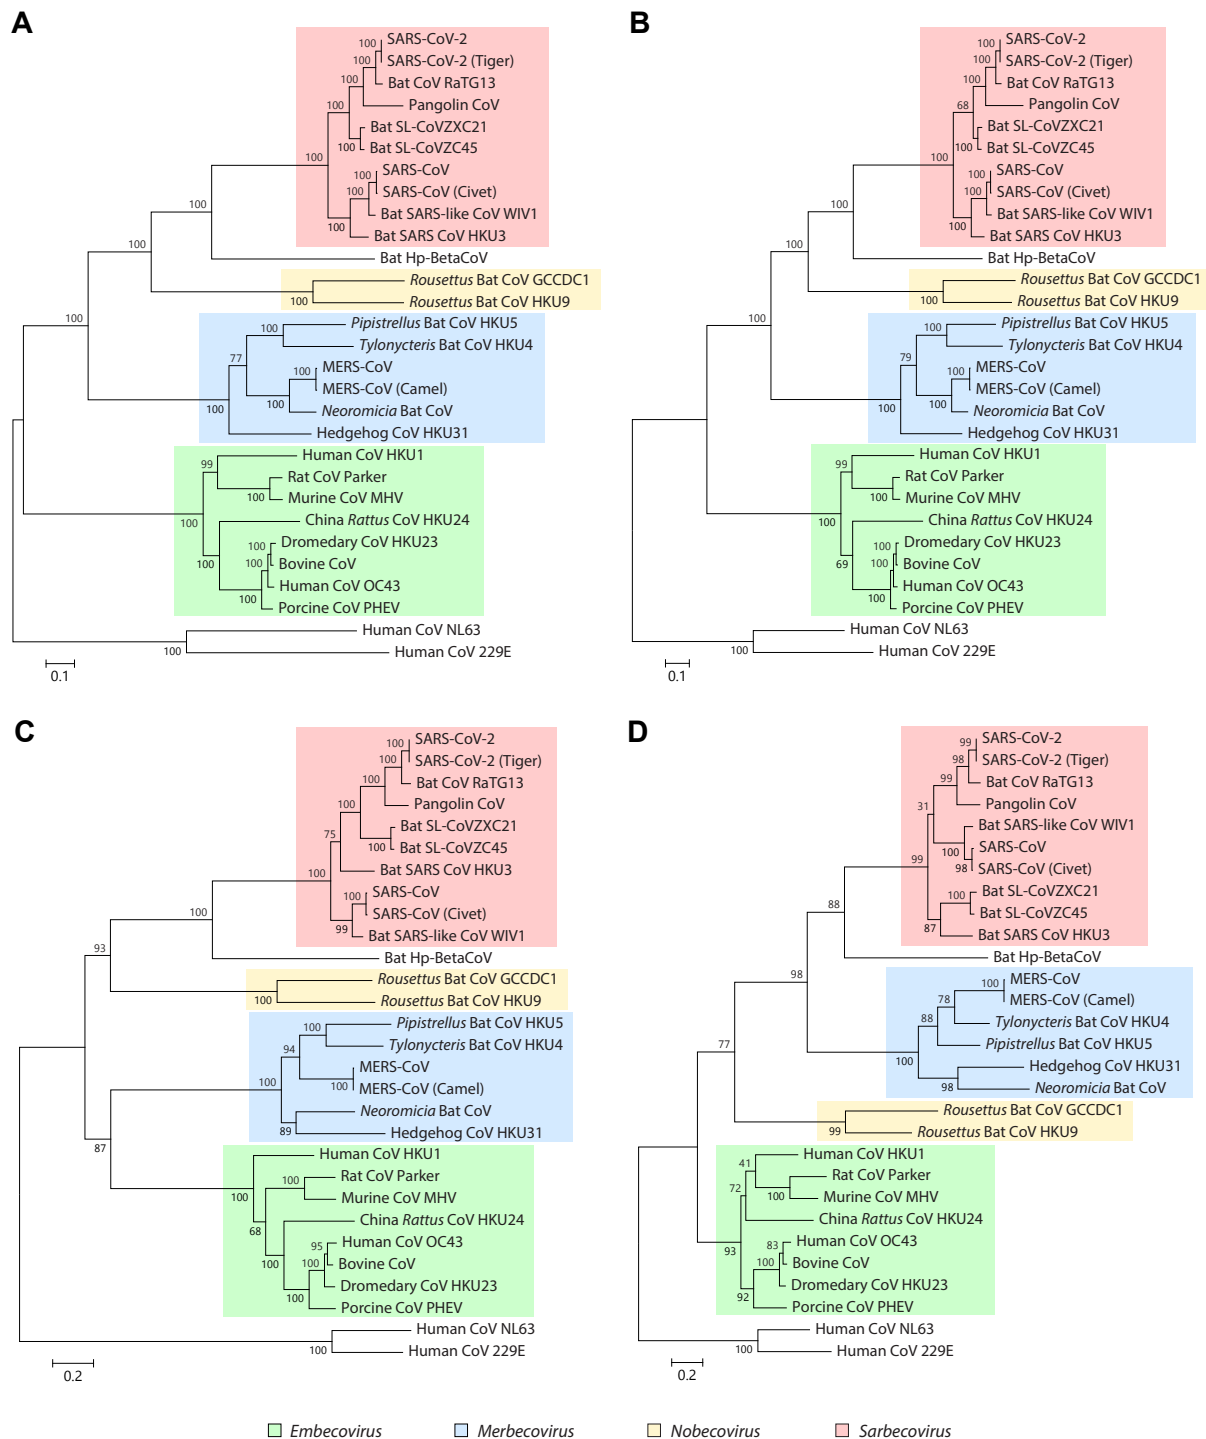 A
100
SARS-CoV-2
SARS-CoV-2 (Tiger)
100
Bat CoV RaTG13
100
Pangolin CoV
100
Bat SL-CoVZXC21
100
Bat SL-CoVZC45
100
SARS-CoV
100
SARS-CoV (Civet)
100
Bat SARS-like CoV WIV1
100
Bat SARS CoV HKU3
100
Bat Hp-BetaCoV
100
Rousettus Bat CoV GCCDC1
100
Rousettus Bat CoV HKU9
100
Pipistrellus Bat CoV HKU5
100
Tylonycteris Bat CoV HKU4
77
MERS-CoV
100
MERS-CoV (Camel)
100
Neoromicia Bat CoV
100
Hedgehog CoV HKU31
Human CoV HKU1
99
Rat CoV Parker
100
Murine CoV MHV
100
China Rattus CoV HKU24
100
Dromedary CoV HKU23
100
Bovine CoV
100
Human CoV OC43
100
Porcine CoV PHEV
Human CoV NL63
100
Human CoV 229E
0.1
B
100
SARS-CoV-2
SARS-CoV-2 (Tiger)
100
Bat CoV RaTG13
100
Pangolin CoV
68
Bat SL-CoVZXC21
100
Bat SL-CoVZC45
100
SARS-CoV
100
SARS-CoV (Civet)
100
Bat SARS-like CoV WIV1
100
Bat SARS CoV HKU3
100
Bat Hp-BetaCoV
100
Rousettus Bat CoV GCCDC1
100
Rousettus Bat CoV HKU9
100
Pipistrellus Bat CoV HKU5
100
Tylonycteris Bat CoV HKU4
79
MERS-CoV
100
MERS-CoV (Camel)
100
Neoromicia Bat CoV
100
Hedgehog CoV HKU31
Human CoV HKU1
99
Rat CoV Parker
100
Murine CoV MHV
100
China Rattus CoV HKU24
100
Dromedary CoV HKU23
100
Bovine CoV
69
Human CoV OC43
100
Porcine CoV PHEV
Human CoV NL63
100
Human CoV 229E
0.1
C
100
SARS-CoV-2
SARS-CoV-2 (Tiger)
100
Bat CoV RaTG13
100
Pangolin CoV
100
Bat SL-CoVZXC21
75
Bat SL-CoVZC45
100
Bat SARS CoV HKU3
100
SARS-CoV
100
SARS-CoV (Civet)
99
Bat SARS-like CoV WIV1
100
Bat Hp-BetaCoV
93
Rousettus Bat CoV GCCDC1
100
Rousettus Bat CoV HKU9
Pipistrellus Bat CoV HKU5
100
Tylonycteris Bat CoV HKU4
94
MERS-CoV
100
MERS-CoV (Camel)
100
Neoromicia Bat CoV
89
Hedgehog CoV HKU31
87
Human CoV HKU1
100
Rat CoV Parker
100
Murine CoV MHV
68
China Rattus CoV HKU24
95
Human CoV OC43
100
Bovine CoV
100
Dromedary CoV HKU23
100
Porcine CoV PHEV
Human CoV NL63
100
Human CoV 229E
0.2
D
99
SARS-CoV-2
SARS-CoV-2 (Tiger)
98
Bat CoV RaTG13
99
Pangolin CoV
31
Bat SARS-like CoV WIV1
100
SARS-CoV
98
SARS-CoV (Civet)
99
Bat SL-CoVZXC21
100
Bat SL-CoVZC45
87
Bat SARS CoV HKU3
88
Bat Hp-BetaCoV
98
MERS-CoV
100
MERS-CoV (Camel)
78
Tylonycteris Bat CoV HKU4
88
Pipistrellus Bat CoV HKU5
100
Hedgehog CoV HKU31
98
Neoromicia Bat CoV
77
Rousettus Bat CoV GCCDC1
99
Rousettus Bat CoV HKU9
Human CoV HKU1
41
Rat CoV Parker
100
Murine CoV MHV
72
China Rattus CoV HKU24
93
83
Human CoV OC43
100
Bovine CoV
Dromedary CoV HKU23
92
Porcine CoV PHEV
Human CoV NL63
100
Human CoV 229E
0.2
Embecovirus
Merbecovirus
Nobecovirus
Sarbecovirus